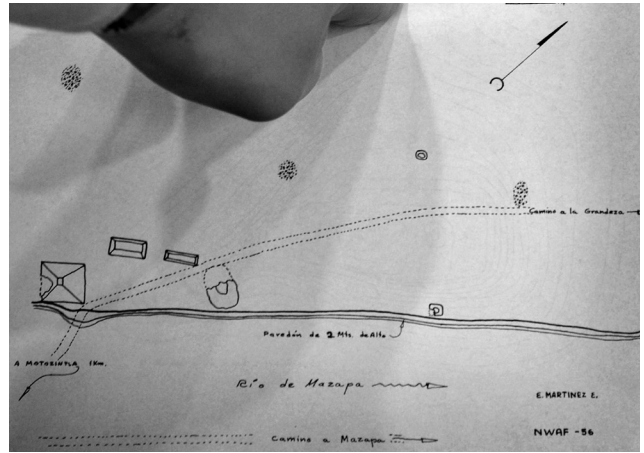 Camino a la Grandeza
P
Paredón de 2 Mts. de Alto
A MOTOZINTLA 1Km.
Río de Mazapa
E. MARTINEZ E.
Camino a Mazapa
NWAF -56